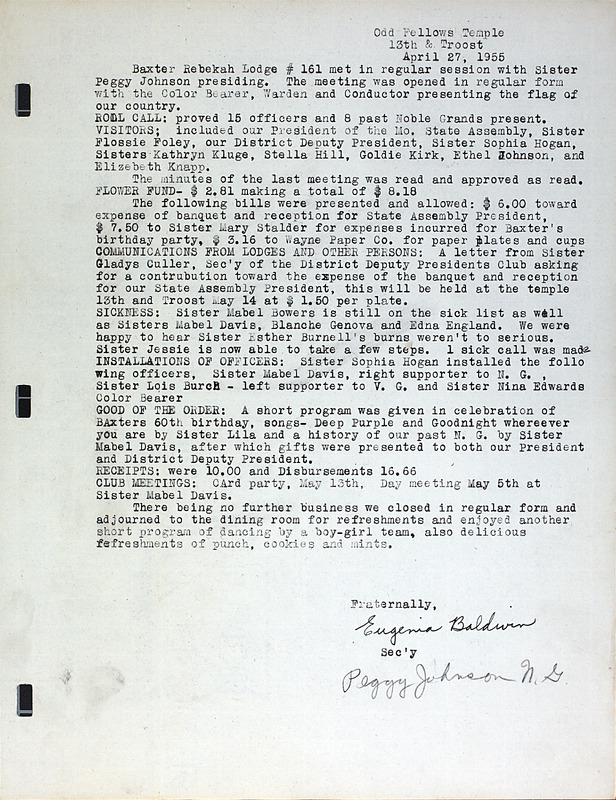 Odd Fellows Temple
13th & Troost
April 27, 1955
Baxter Rebekah Lodge # 161 met in regular session with Sister
Peggy Johnson presiding. The meeting was opened in regular form
with the Color Bearer, Warden and Conductor presenting the flag of
our country.
ROLL CALL: proved 15 officers and 8 past Noble Grands present.
VISITORS; included our President of the Mo. State Assembly, Sister
Flossie Foley, our District Deputy President, Sister Sophia Hogan,
Sisters Kathryn Kluge, Stella Hill, Goldie Kirk, Ethel Johnson, and
Elizebeth Knapp.
The minutes of the last meeting was read and approved as read.
FLOWER FUND- $ 2.81 making a total of $ 8.18
The following bills were presented and allowed: $ 6.00 toward
expense of banquet and reception for State Assembly President,
$ 7.50 to Sister Mary Stalder for expenses incurred for Baxter's
birthday party, $ 3.16 to Wayne Paper Co. for paper plates and cups
COMMUNICATIONS FROM LODGES AND OTHER PERSONS: A letter from Sister
Gladys Culler, Sec'y of the District Deputy Presidents Club asking
for a contrubution toward the expense of the banquet and reception
for our State Assembly President, this will be held at the temple
13th and Troost May 14 at $ 1.50 per plate.
SICKNESS: Sister Mabel Bowers is still on the sick list as well
as Sisters Mabel Davis, Blanche Genova and Edna England. We were
happy to hear Sister Esther Burnell's burns weren't to serious.
Sister Jessie is now able to take a few steps. 1 sick call was made
INSTALLATIONS OF OFFICERS: Sister Sophia Hogan installed the follo
wing officers, Sister Mabel Davis, right supporter to N. G. ,
Sister Lois Burch - left supporter to V. G. and Sister Nina Edwards
Color Bearer
GOOD OF THE ORDER: A short program was given in celebration of
BAxters 60th birthday, songs- Deep Purple and Goodnight whereever
you are by Sister Lila and a history of our past N. G. by Sister
Mabel Davis, after which gifts were presented to both our President
and District Deputy President.
RECEIPTS: were 10.00 and Disbursements 16.66
CLUB MEETINGS: CArd party, May 13th, Day meeting May 5th at
Sister Mabel Davis.
There being no further business we closed in regular form and
adjourned to the dining room for refreshments and enjoyed another
short program of dancing by a boy-girl team, also delicious
refreshments of punch, cookies and mints.
Fraternally,
Eugenia Baldwin
Sec'y
Peggy Johnson N. G.